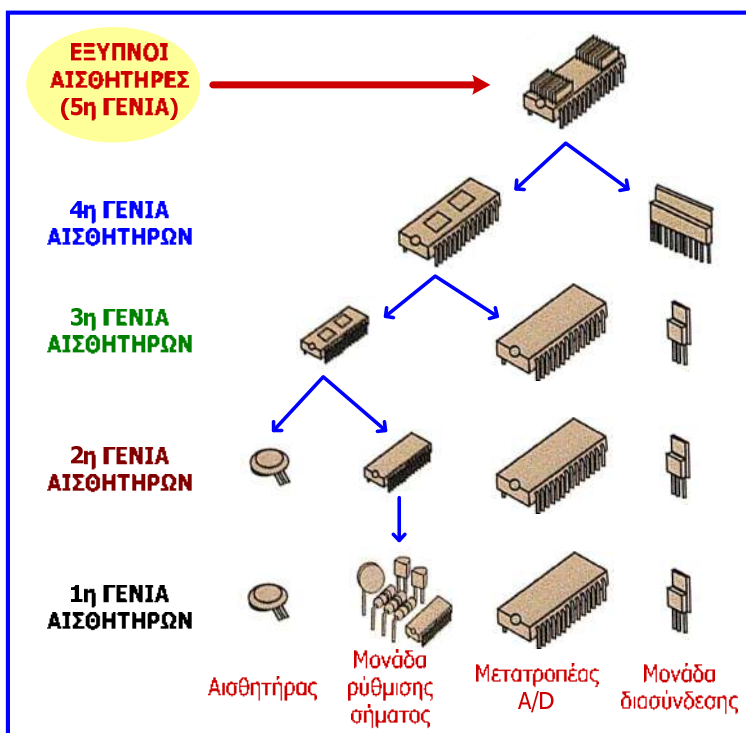 ΕΞΥΠΝΟΙ
ΑΙΣΘΗΤΗΡΕΣ
(5η ΓΕΝΙΑ)
4η ΓΕΝΙΑ
ΑΙΣΘΗΤΗΡΩΝ
3η ΓΕΝΙΑ
ΑΙΣΘΗΤΗΡΩΝ
2η ΓΕΝΙΑ
ΑΙΣΘΗΤΗΡΩΝ
1η ΓΕΝΙΑ
ΑΙΣΘΗΤΗΡΩΝ
Αισθητήρας
Μονάδα
ρύθμισης
σήματος
Μετατροπέας
A/D
Μονάδα
διασύνδεσης